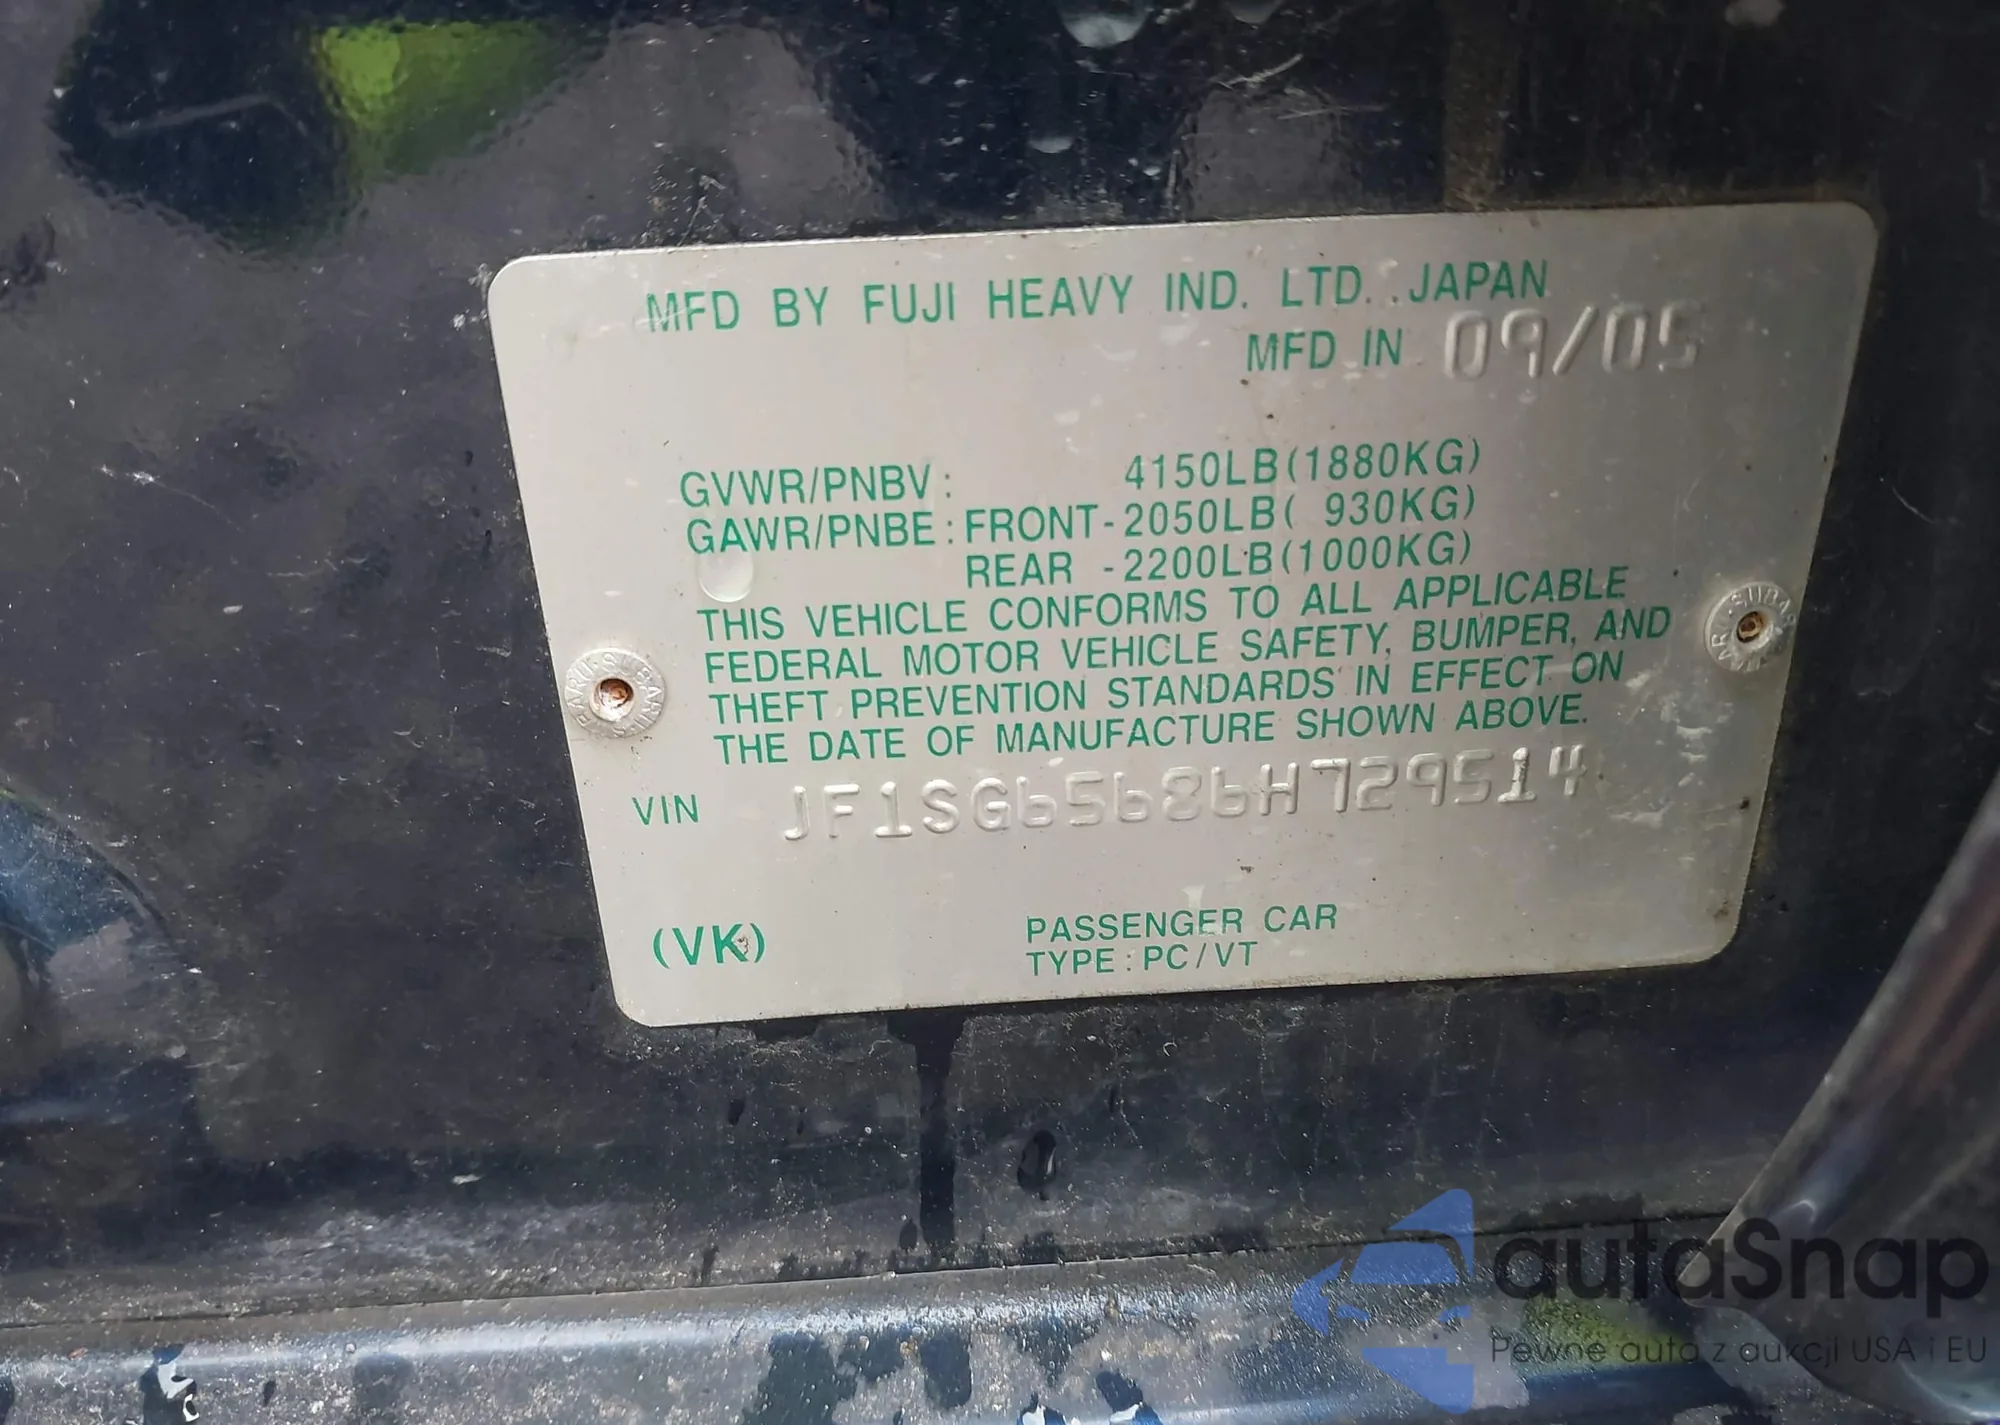 MFD BY FUJI HEAVY IND. LTD. JAPAN
MFD IN 09/05
GVWR/PNBV: 4150LB(1880KG)
GAWR/PNBE: FRONT-2050LB( 930KG)
REAR -2200LB(1000KG)
THIS VEHICLE CONFORMS TO ALL APPLICABLE
FEDERAL MOTOR VEHICLE SAFETY, BUMPER, AND
THEFT PREVENTION STANDARDS IN EFFECT ON
THE DATE OF MANUFACTURE SHOWN ABOVE.
VIN JF1SG65686H729514
(VK) PASSENGER CAR
TYPE: PC/VT
autaSnap
Pewne auta z aukcji USA i EU